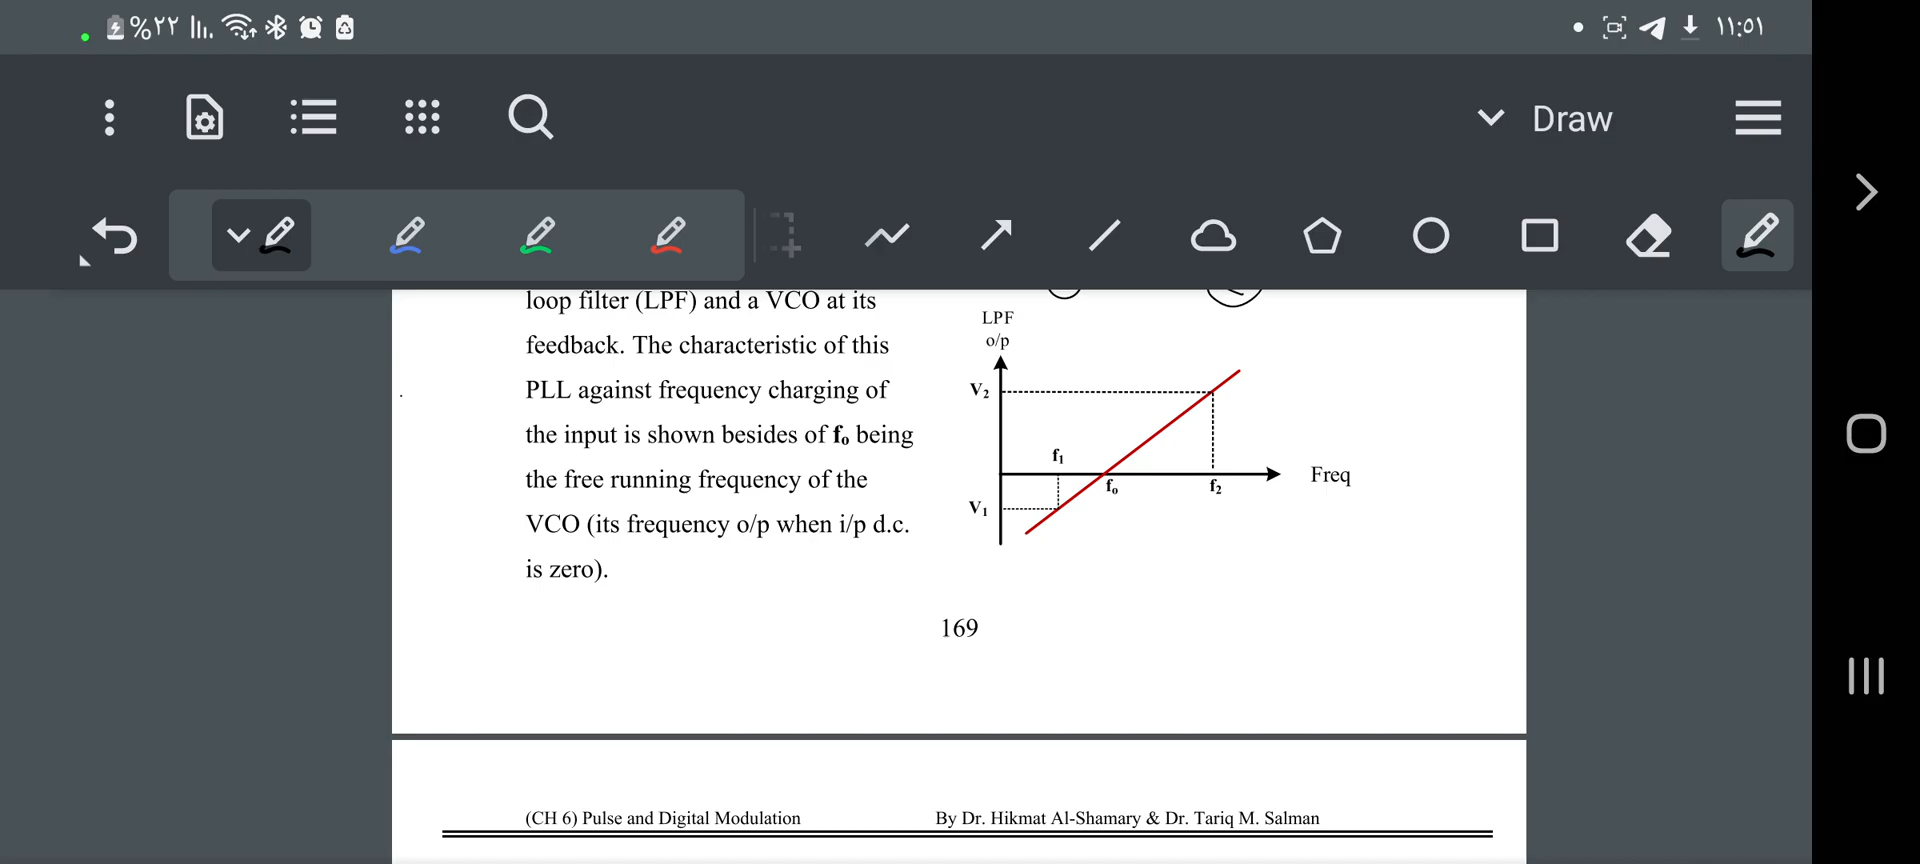 %٢٢
١١:٥١
Draw
loop filter (LPF) and a VCO at its
feedback. The characteristic of this
PLL against frequency charging of
the input is shown besides of fₒ being
the free running frequency of the
VCO (its frequency o/p when i/p d.c.
is zero).
LPF
o/p
V₂
f₁
fₒ
f₂
Freq
V₁
169
(CH 6) Pulse and Digital Modulation
By Dr. Hikmat Al-Shamary & Dr. Tariq M. Salman